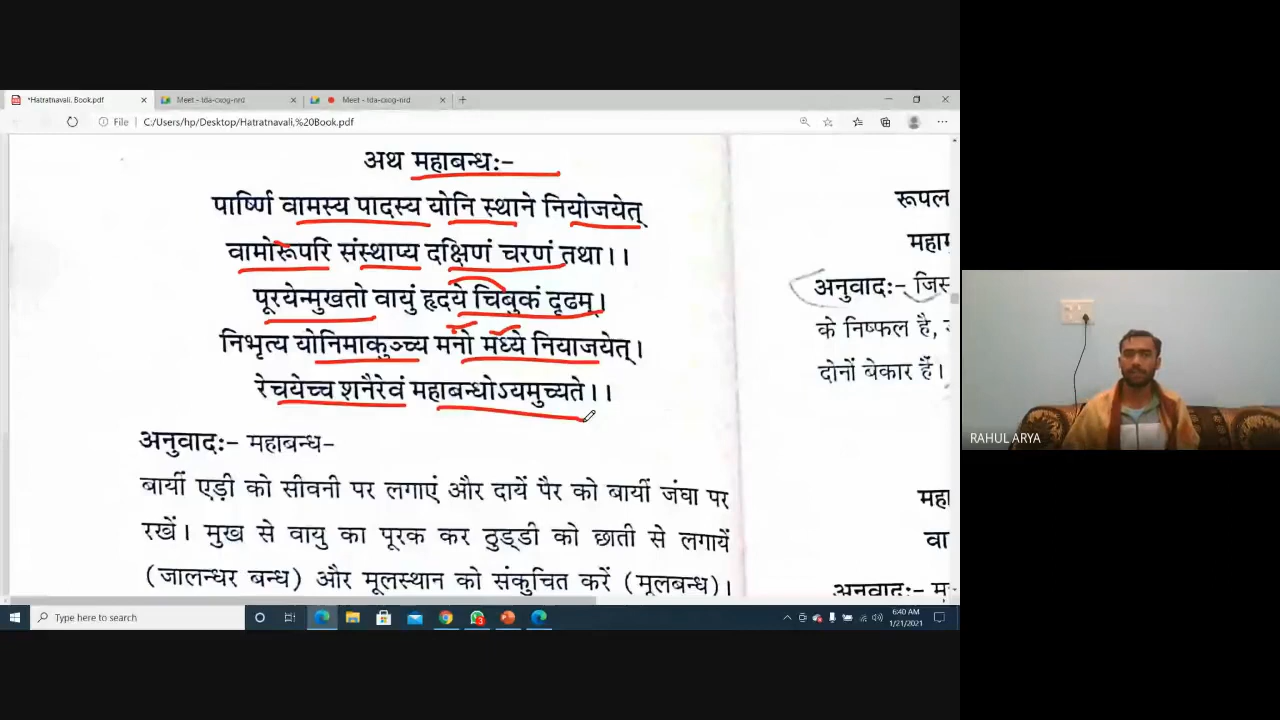 *Hatratnavali. Book.pdf
Meet - tda-cxog-nrd
Meet - tda-cxog-nrd
File
C:/Users/hp/Desktop/Hatratnavali,%20Book.pdf
अथ महाबन्धः-
पार्ष्णि वामस्य पादस्य योनि स्थाने नियोजयेत्
वामोरूपरि संस्थाप्य दक्षिणं चरणं तथा।।
पूरयेन्मुखतो वायुं हृदये चिबुकं दृढम्।
निभृत्य योनिमाकुञ्च्य मनो मध्ये नियाजयेत्।
रेचयेच्च शनैरेवं महाबन्धोऽयमुच्यते।।
अनुवादः- महाबन्ध-
बायीं एड़ी को सीवनी पर लगाएं और दायें पैर को बायीं जंघा पर
रखें। मुख से वायु का पूरक कर ठुड्डी को छाती से लगायें
(जालन्धर बन्ध) और मूलस्थान को संकुचित करें (मूलबन्ध)।
रूपल
अनुवादः- जिस
के निष्फल है,
दोनों बेकार हैं।
महा
वा
अनुवादः- मु
RAHUL ARYA
Type here to search
6:40 AM
1/21/2021